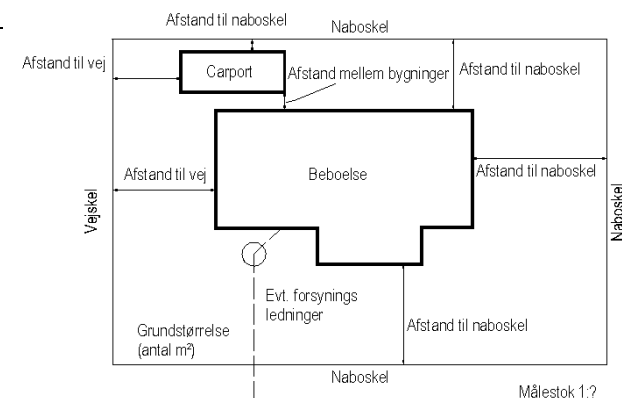 Afstand til naboskel
Naboskel
Afstand til vej
Carport
Afstand mellem bygninger
Afstand til naboskel
Afstand til vej
Beboelse
Afstand til naboskel
Vejskel
Naboskel
Evt. forsynings
ledninger
Grundstørrelse
(antal m²)
Afstand til naboskel
Naboskel
Målestok 1:?